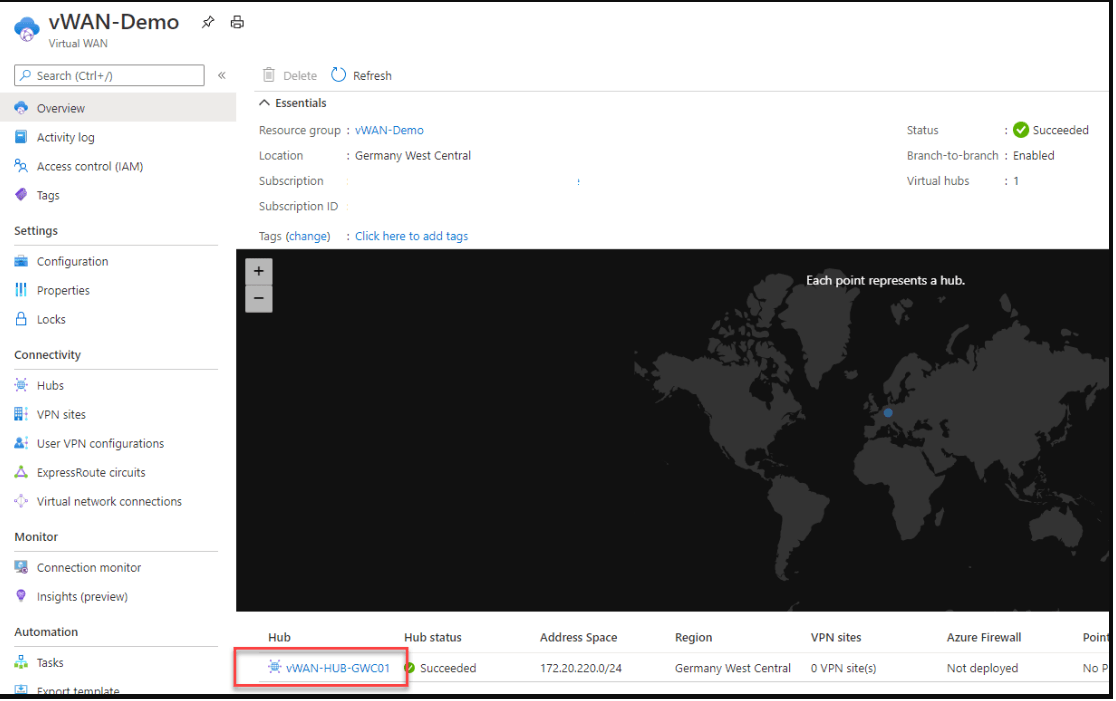 vWAN-Demo
Virtual WAN
Search (Ctrl+/)
«
Delete
Refresh
Overview
Activity log
Access control (IAM)
Tags
Settings
Configuration
Properties
Locks
Connectivity
Hubs
VPN sites
User VPN configurations
ExpressRoute circuits
Virtual network connections
Monitor
Connection monitor
Insights (preview)
Automation
Tasks
Export template
Essentials
Resource group : vWAN-Demo
Location : Germany West Central
Subscription :
Subscription ID
Tags (change) : Click here to add tags
Status : Succeeded
Branch-to-branch : Enabled
Virtual hubs : 1
+
−
Each point represents a hub.
Hub Hub status Address Space Region VPN sites Azure Firewall Point
vWAN-HUB-GWC01 Succeeded 172.20.220.0/24 Germany West Central 0 VPN site(s) Not deployed No P